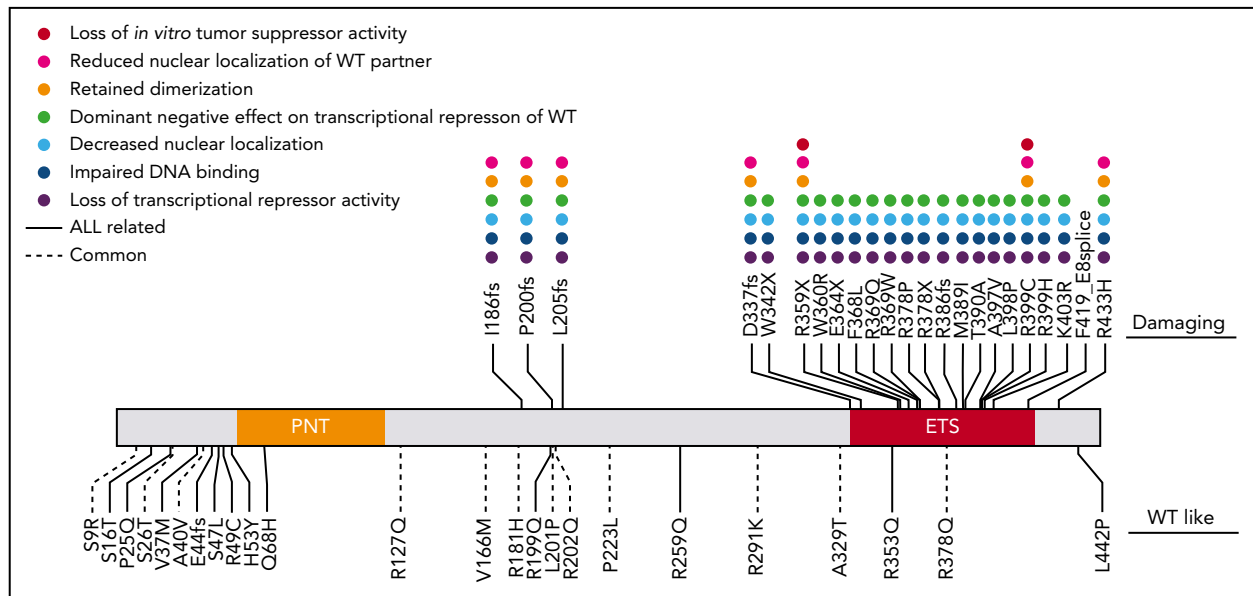 Loss of in vitro tumor suppressor activity
Reduced nuclear localization of WT partner
Retained dimerization
Dominant negative effect on transcriptional represson of WT
Decreased nuclear localization
Impaired DNA binding
Loss of transcriptional repressor activity
ALL related
Common
I186fs
P200fs
L205fs
D337fs
W342X
R359X
W360R
E364X
F368L
R369Q
R369W
R378P
R378X
R386fs
M389I
T390A
A397V
L398P
R399C
R399H
K403R
F419_E8splice
R433H
Damaging
PNT
ETS
S9R
S16T
P25Q
S26T
V37M
A40V
E44fs
S47L
R49C
H53Y
Q68H
R127Q
V166M
R181H
R199Q
L201P
R202Q
P223L
R259Q
R291K
A329T
R353Q
R378Q
L442P
WT like